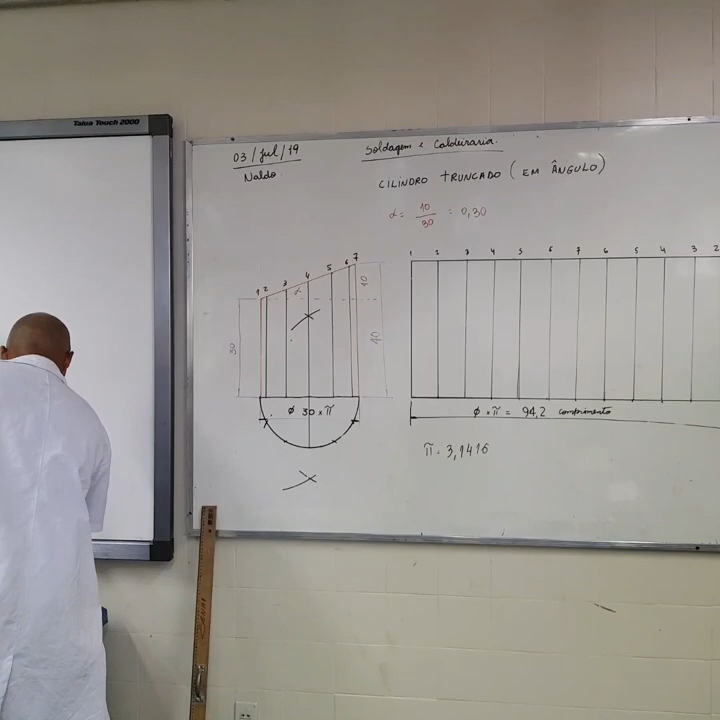 Talua Touch 2000
03/Jul/19
Soldagem e Caldeiraria.
Naldo.
CILINDRO TRUNCADO (EM ÂNGULO)
α = 10/30 = 0,30
1 2 3 4 5 6 7
α
10
30
40
Ø 30 x π
1 2 3 4 5 6 7 6 5 4 3 2
Ø x π = 94,2 comprimento
π = 3,1416
SENAI